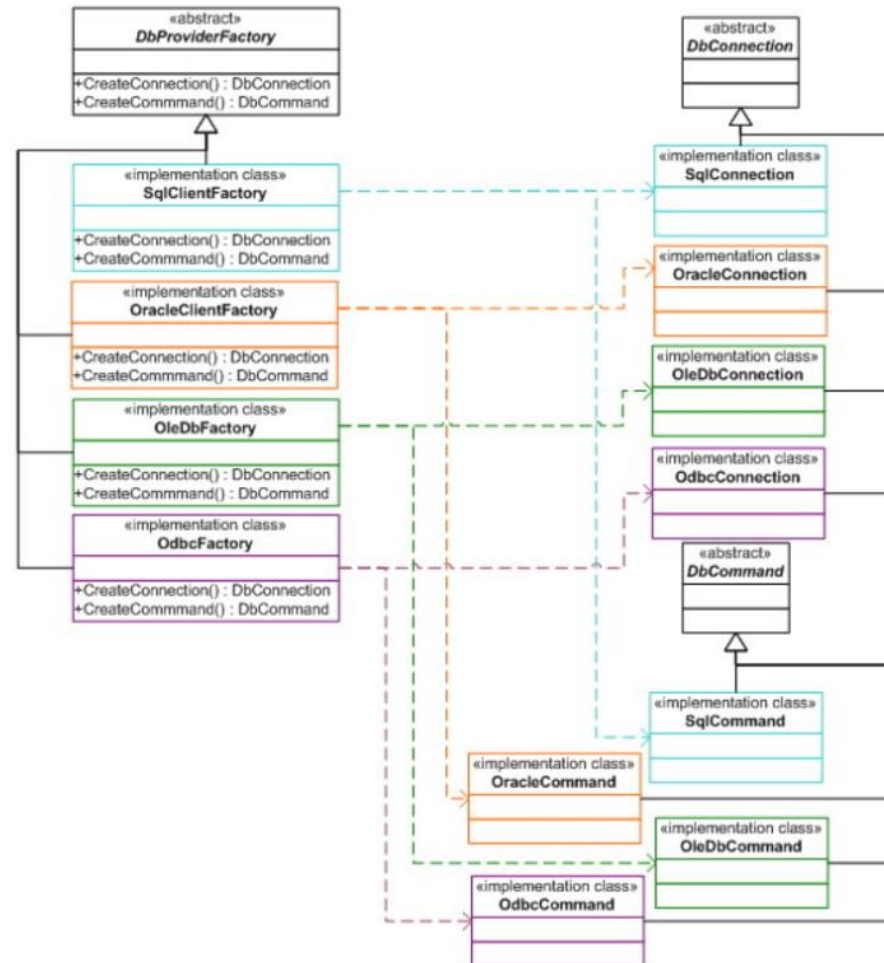 «abstract»
DbProviderFactory
+CreateConnection() : DbConnection
+CreateCommmand() : DbCommand
«implementation class»
SqlClientFactory
+CreateConnection() : DbConnection
+CreateCommmand() : DbCommand
«implementation class»
OracleClientFactory
+CreateConnection() : DbConnection
+CreateCommmand() : DbCommand
«implementation class»
OleDbFactory
+CreateConnection() : DbConnection
+CreateCommmand() : DbCommand
«implementation class»
OdbcFactory
+CreateConnection() : DbConnection
+CreateCommmand() : DbCommand
«abstract»
DbConnection
«implementation class»
SqlConnection
«implementation class»
OracleConnection
«implementation class»
OleDbConnection
«implementation class»
OdbcConnection
«abstract»
DbCommand
«implementation class»
SqlCommand
«implementation class»
OracleCommand
«implementation class»
OleDbCommand
«implementation class»
OdbcCommand